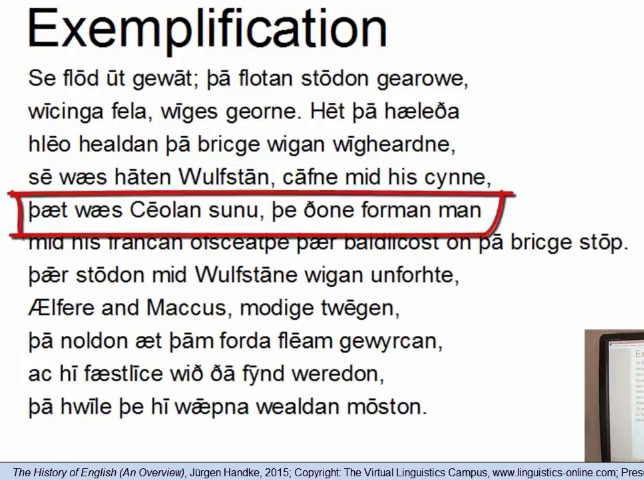 Exemplification
Se flōd ūt gewāt; þā flotan stōdon gearowe,
wīcinga fela, wīges georne. Hēt þā hæleða
hlēo healdan þā bricge wigan wīgheardne,
sē wæs hāten Wulfstān, cāfne mid his cynne,
þæt wæs Cēolan sunu, þe ðone forman man
mid his francan ofscēatþe þær baldlīcost on þā bricge stōp.
þǣr stōdon mid Wulfstāne wigan unforhte,
Ælfere and Maccus, modige twēgen,
þā noldon æt þām forda flēam gewyrcan,
ac hī fæstlīce wið ðā fȳnd weredon,
þā hwīle þe hī wǣpna wealdan mōston.
The History of English (An Overview), Jürgen Handke, 2015; Copyright: The Virtual Linguistics Campus, www.linguistics-online.com; Pres